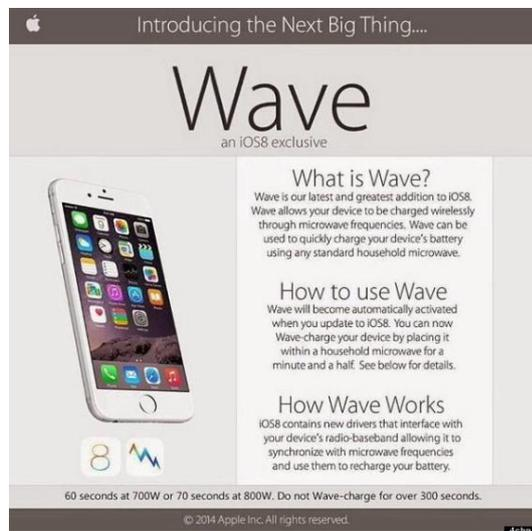 Introducing the Next Big Thing....
Wave
an iOS8 exclusive
What is Wave?
Wave is our latest and greatest addition to iOS8.
Wave allows your device to be charged wirelessly
through microwave frequencies. Wave can be
used to quickly charge your device's battery
using any standard household microwave.
How to use Wave
Wave will become automatically activated
when you update to iOS8. You can now
Wave-charge your device by placing it
within a household microwave for a
minute and a half. See below for details.
How Wave Works
iOS8 contains new drivers that interface with
your device's radio-baseband allowing it to
synchronize with microwave frequencies
and use them to recharge your battery.
8
60 seconds at 700W or 70 seconds at 800W. Do not Wave-charge for over 300 seconds.
© 2014 Apple Inc. All rights reserved.